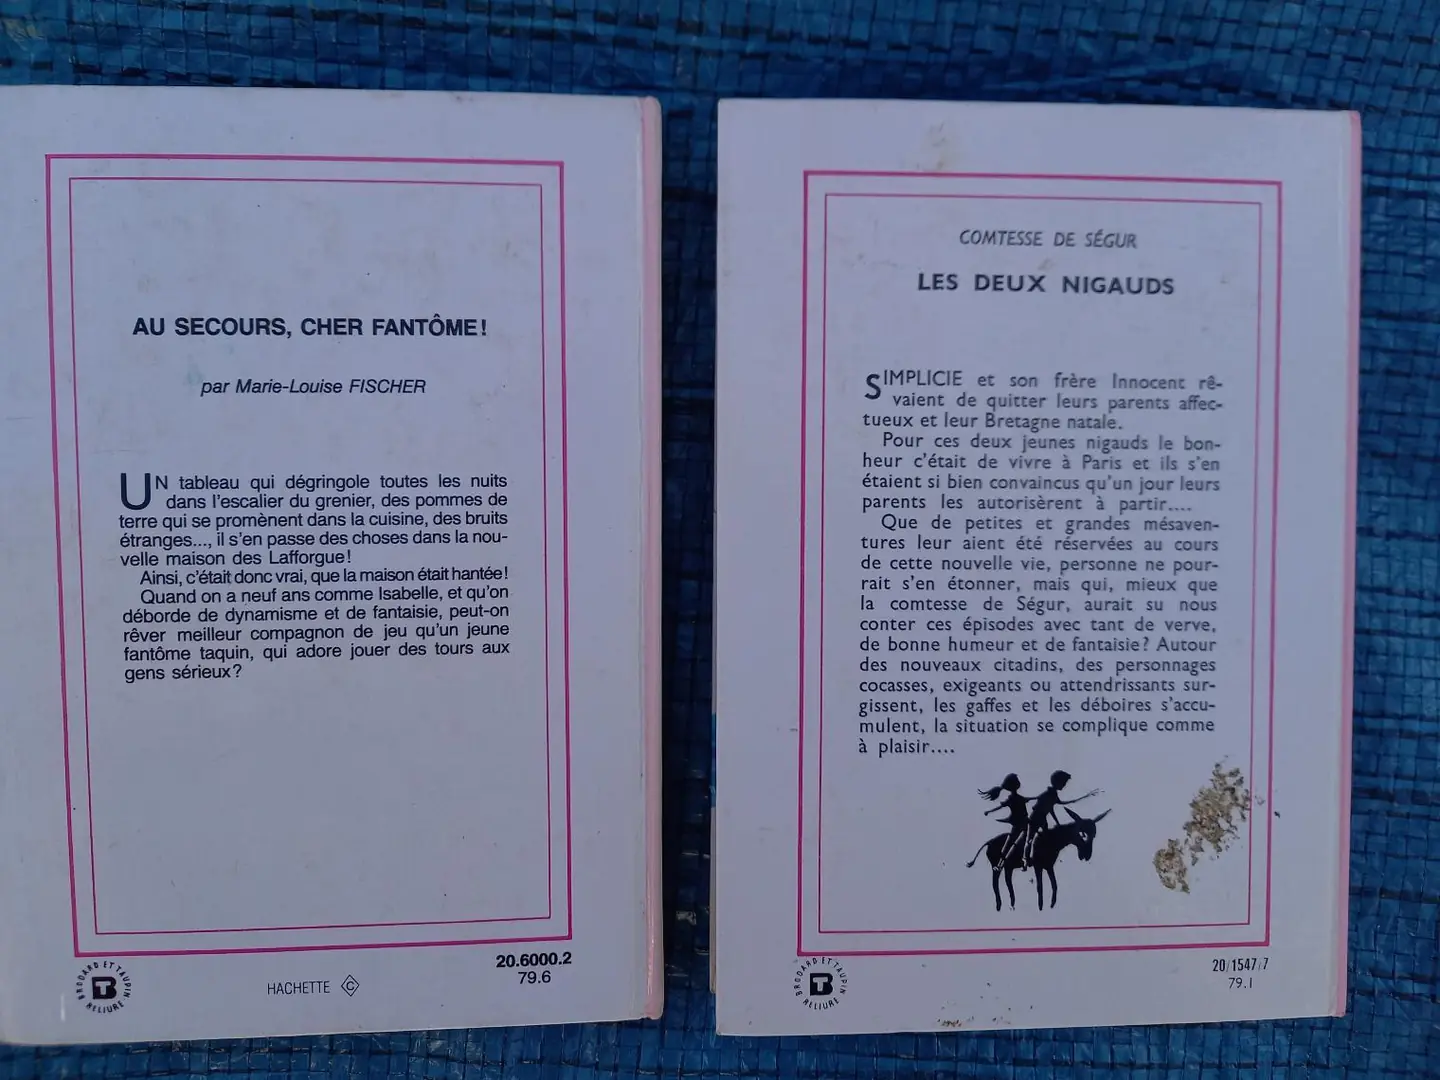 AU SECOURS, CHER FANTÔME!
par Marie-Louise FISCHER
UN tableau qui dégringole toutes les nuits
dans l'escalier du grenier, des pommes de
terre qui se promènent dans la cuisine, des bruits
étranges..., il s'en passe des choses dans la nou-
velle maison des Lafforgue!
Ainsi, c'était donc vrai, que la maison était hantée!
Quand on a neuf ans comme Isabelle, et qu'on
déborde de dynamisme et de fantaisie, peut-on
rêver meilleur compagnon de jeu qu'un jeune
fantôme taquin, qui adore jouer des tours aux
gens sérieux?
BRODARD ET TAUPIN
RELIURE
HACHETTE
20.6000.2
79.6
COMTESSE DE SÉGUR
LES DEUX NIGAUDS
SIMPLICIE et son frère Innocent rê-
vaient de quitter leurs parents affec-
tueux et leur Bretagne natale.
Pour ces deux jeunes nigauds le bon-
heur c'était de vivre à Paris et ils s'en
étaient si bien convaincus qu'un jour leurs
parents les autorisèrent à partir....
Que de petites et grandes mésaven-
tures leur aient été réservées au cours
de cette nouvelle vie, personne ne pour-
rait s'en étonner, mais qui, mieux que
la comtesse de Ségur, aurait su nous
conter ces épisodes avec tant de verve,
de bonne humeur et de fantaisie? Autour
des nouveaux citadins, des personnages
cocasses, exigeants ou attendrissants sur-
gissent, les gaffes et les déboires s'accu-
mulent, la situation se complique comme
à plaisir....
BRODARD ET TAUPIN
RELIURE
20/1547/7
79.1